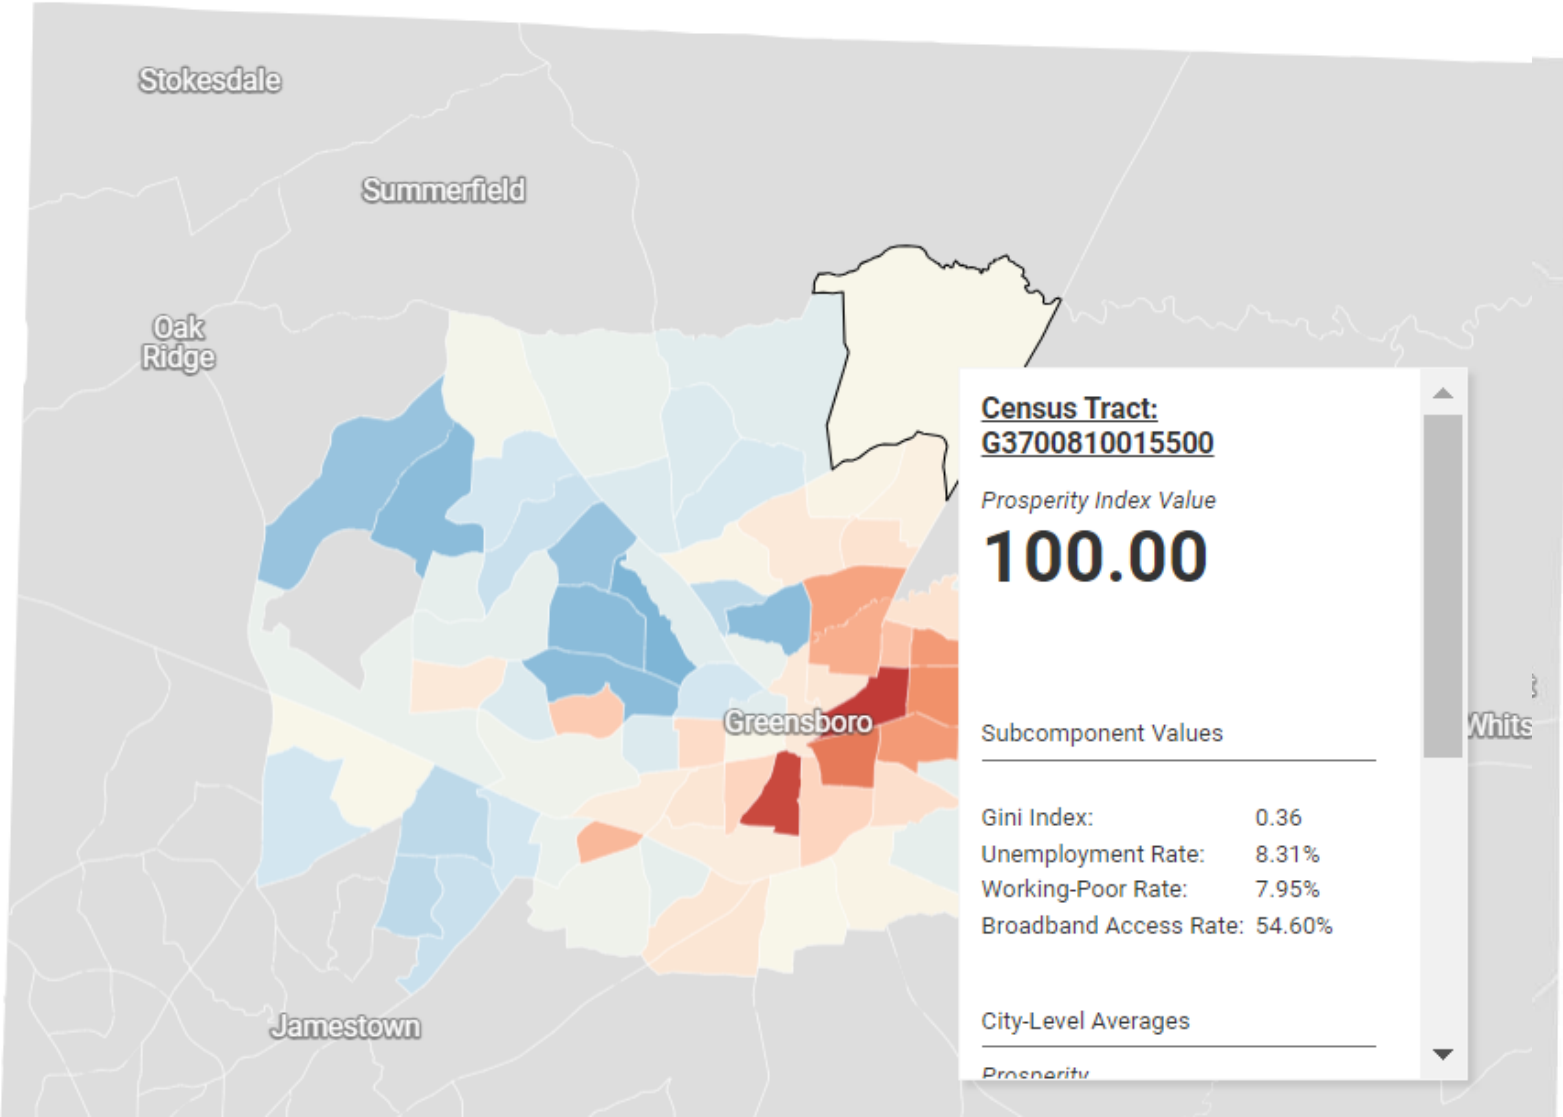 Stokesdale
Summerfield
Oak
Ridge
Census Tract:
G3700810015500
Prosperity Index Value
100.00
Greensboro
Whits
Subcomponent Values
Gini Index: 0.36
Unemployment Rate: 8.31%
Working-Poor Rate: 7.95%
Broadband Access Rate: 54.60%
Jamestown
City-Level Averages
Prosperity